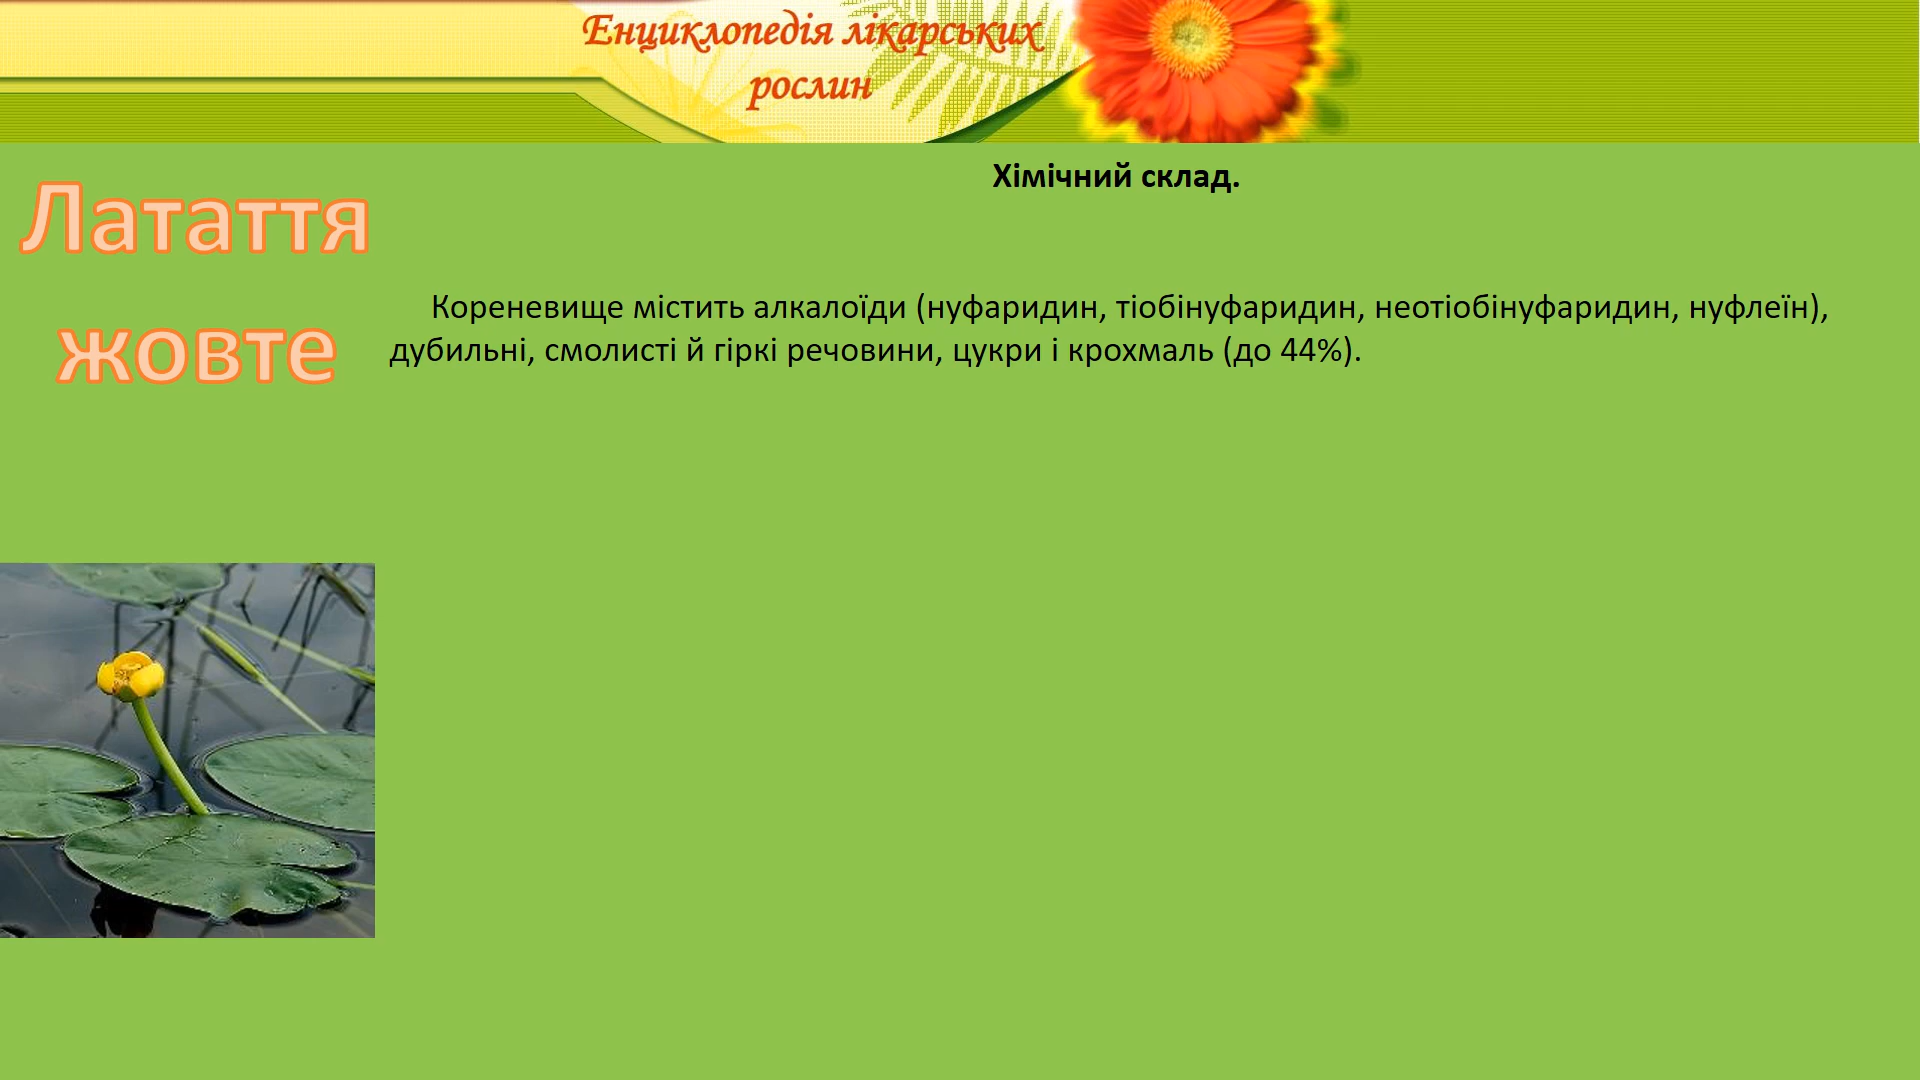 Енциклопедія лікарських
рослин
Хімічний склад.
Латаття
жовте
Кореневище містить алкалоїди (нуфаридин, тіобінуфаридин, неотіобінуфаридин, нуфлеїн),
дубильні, смолисті й гіркі речовини, цукри і крохмаль (до 44%).